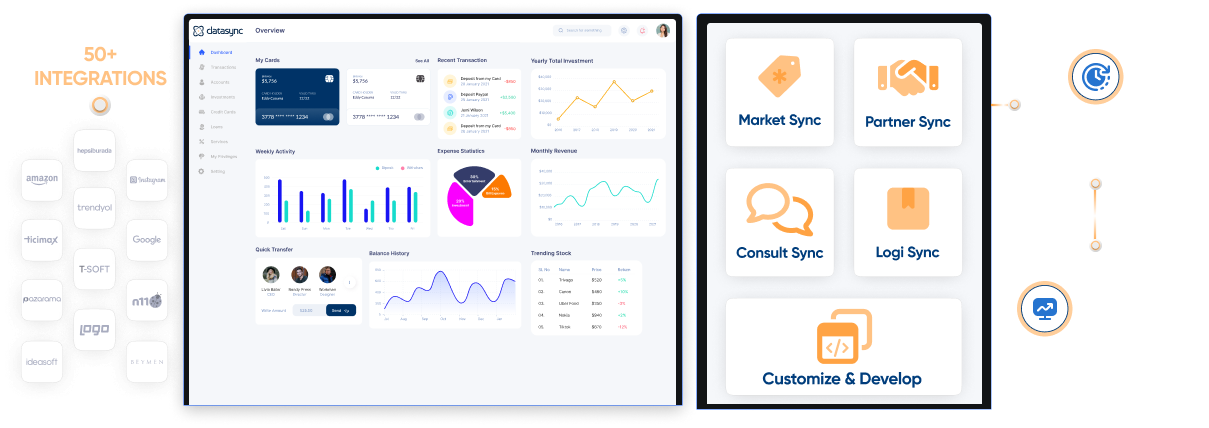 50+
INTEGRATIONS
hepsiburada
amazon
Instagram
trendyol
ticimax
Google
T-SOFT
pazarama
n11
Logo
ideasoft
BESMEN
datasync
Overview
Search for something
Dashboard
Transactions
Accounts
Investments
Credit Cards
Loans
Services
My Privileges
Setting
My Cards
See All
Balance
$5,756
CARD HOLDER
VALID THRU
Eddy Cusuma
12/22
3778 **** **** 1234
Balance
$5,756
CARD HOLDER
VALID THRU
Eddy Cusuma
12/22
3778 **** **** 1234
Recent Transaction
Deposit from my Card
28 January 2021
-$850
Deposit Paypal
25 January 2021
+$2,500
Jemi Wilson
21 January 2021
+$5,400
Deposit from my Card
28 January 2021
-$850
Yearly Total Investment
$40,000
$30,000
$20,000
$10,000
$0
2016 2017 2018 2019 2020 2021
Weekly Activity
Deposit
Withdraw
500
400
300
200
100
0
Sat Sun Mon Tue Wed Thu Fri
Expense Statistics
30%
Entertainment
15%
Bill Expense
20%
Investment
Monthly Revenue
$40,000
$30,000
$20,000
$10,000
$0
2016 2017 2018 2019 2020 2021
Quick Transfer
Livia Bator
CEO
Randy Press
Director
Workman
Designer
Write Amount
525.50
Send
Balance History
800
600
400
200
0
Jul Aug Sep Oct Nov Dec Jan
Trending Stock
SL No Name Price Return
01. Trivago $520 +5%
02. Canon $480 +10%
03. Uber Food $350 -3%
04. Nokia $940 +2%
05. Tiktok $670 -12%
Market Sync
Partner Sync
Consult Sync
Logi Sync
Customize & Develop